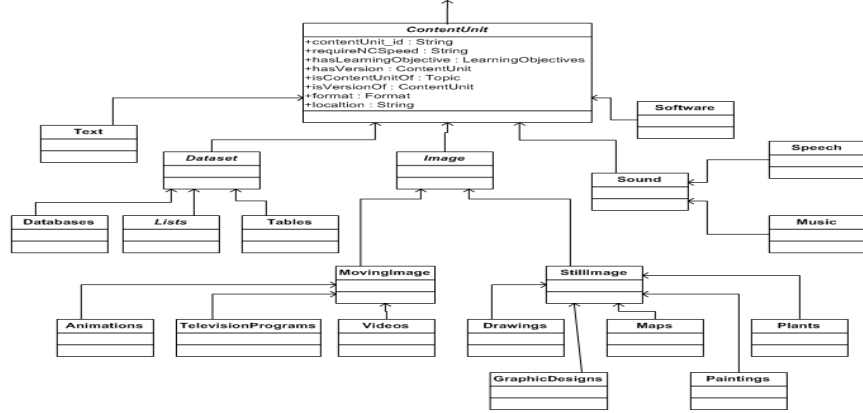 ContentUnit
+contentUnit_id : String
+requireNCSpeed : String
+hasLearningObjective : LearningObjectives
+hasVersion : ContentUnit
+isContentUnitOf : Topic
+isVersionOf : ContentUnit
+format : Format
+localtion : String
Software
Text
Dataset
Image
Speech
Sound
Databases
Lists
Tables
Music
MovingImage
StillImage
Animations
TelevisionPrograms
Videos
Drawings
Maps
Plants
GraphicDesigns
Paintings